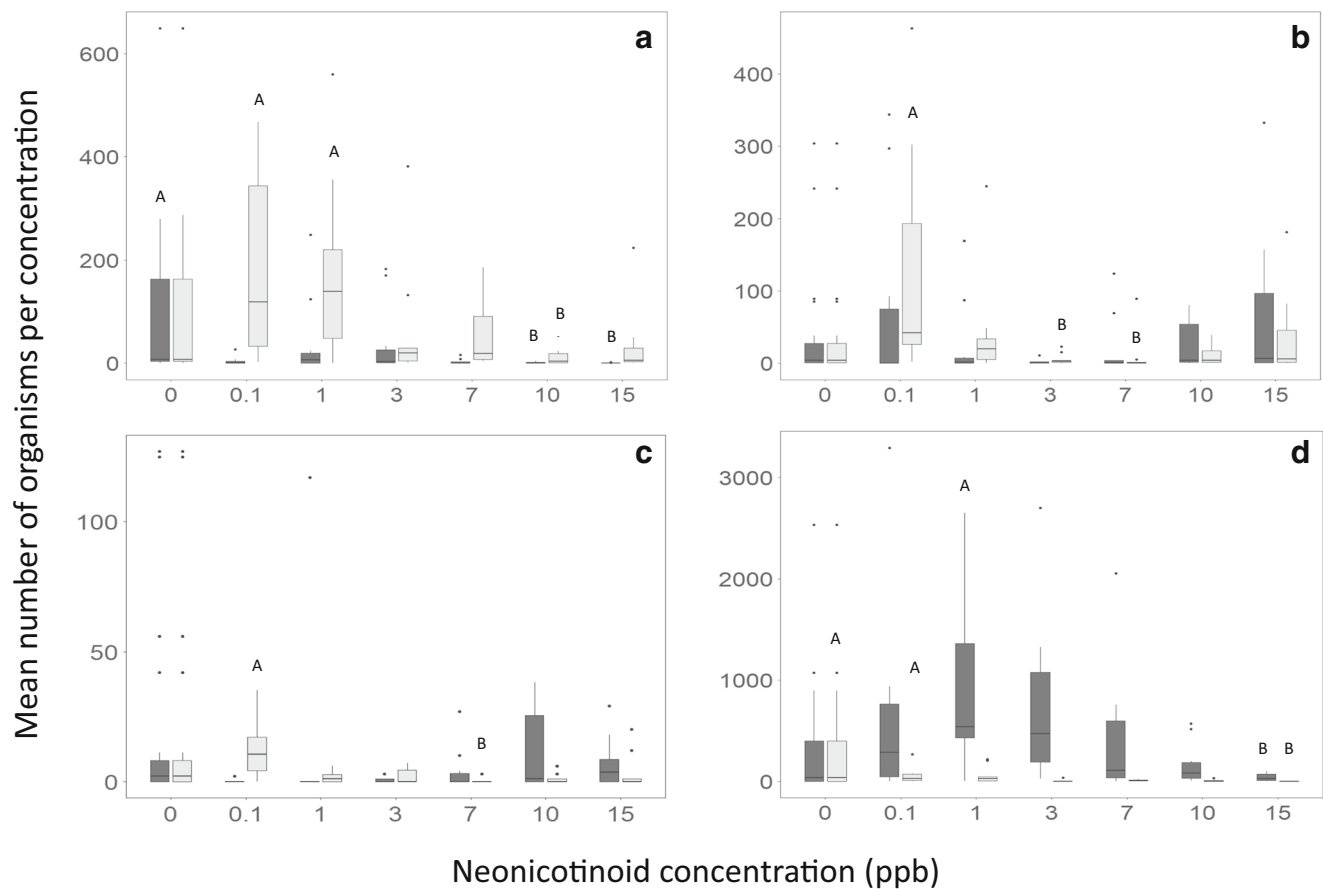 Mean number of organisms per concentration
a
600
400
200
0
A
A
A
B
B
B
0 0.1 1 3 7 10 15
b
400
300
200
100
0
A
B
B
0 0.1 1 3 7 10 15
c
100
50
0
A
B
0 0.1 1 3 7 10 15
d
3000
2000
1000
0
A
A
A
B B
0 0.1 1 3 7 10 15
Neonicotinoid concentration (ppb)